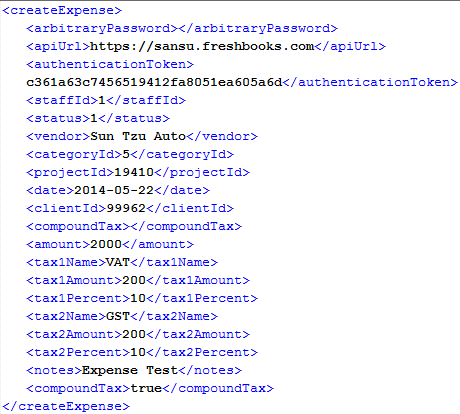 <createExpense>
<arbitraryPassword></arbitraryPassword>
<apiUrl>https://sansu.freshbooks.com</apiUrl>
<authenticationToken>
c361a63c7456519412fa8051ea605a6d</authenticationToken>
<staffId>1</staffId>
<status>1</status>
<vendor>Sun Tzu Auto</vendor>
<categoryId>5</categoryId>
<projectId>19410</projectId>
<date>2014-05-22</date>
<clientId>99962</clientId>
<compoundTax></compoundTax>
<amount>2000</amount>
<tax1Name>VAT</tax1Name>
<tax1Amount>200</tax1Amount>
<tax1Percent>10</tax1Percent>
<tax2Name>GST</tax2Name>
<tax2Amount>200</tax2Amount>
<tax2Percent>10</tax2Percent>
<notes>Expense Test</notes>
<compoundTax>true</compoundTax>
</createExpense>